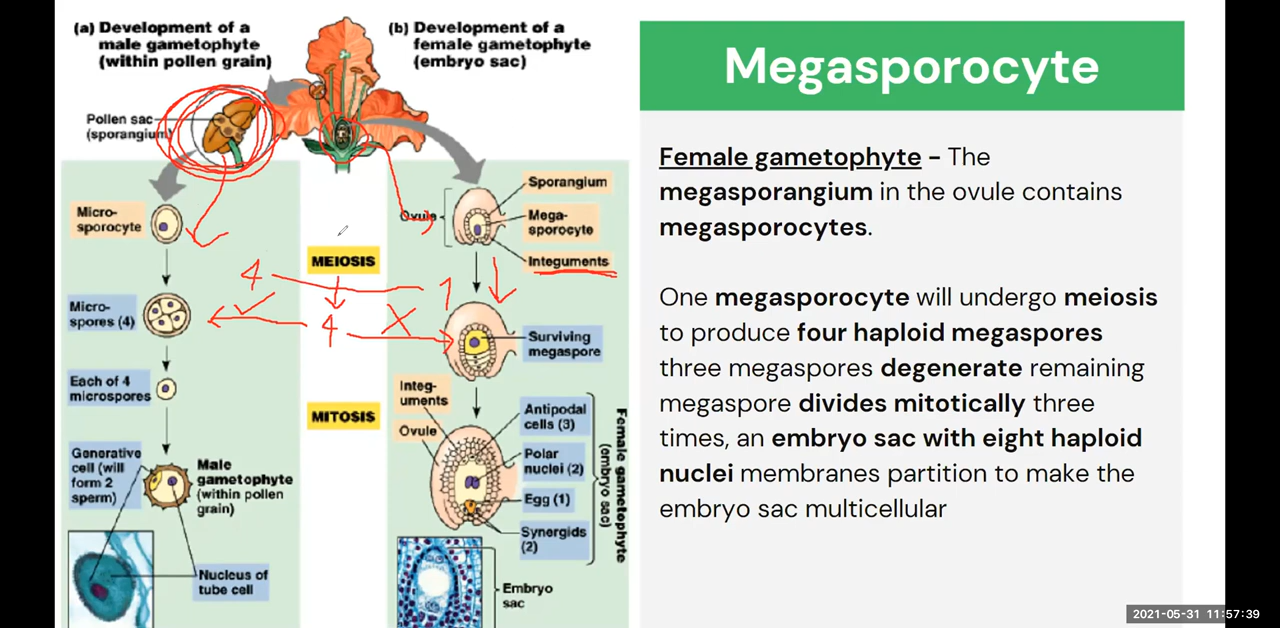 (a) Development of a
male gametophyte
(within pollen grain)
(b) Development of a
female gametophyte
(embryo sac)
Pollen sac
(sporangium)
Micro-
sporocyte
MEIOSIS
Ovule
Sporangium
Mega-
sporocyte
Integuments
4
1
4
X
Micro-
spores (4)
Surviving
megaspore
Each of 4
microspores
MITOSIS
Integ-
uments
Ovule
Antipodal
cells (3)
Polar
nuclei (2)
Egg (1)
Synergids
(2)
Female gametophyte
(embryo sac)
Generative
cell (will
form 2
sperm)
Male
gametophyte
(within pollen
grain)
Nucleus of
tube cell
Embryo
sac
Megasporocyte
Female gametophyte – The
megasporangium in the ovule contains
megasporocytes.
One megasporocyte will undergo meiosis
to produce four haploid megaspores
three megaspores degenerate remaining
megaspore divides mitotically three
times, an embryo sac with eight haploid
nuclei membranes partition to make the
embryo sac multicellular
2021-05-31 11:57:39